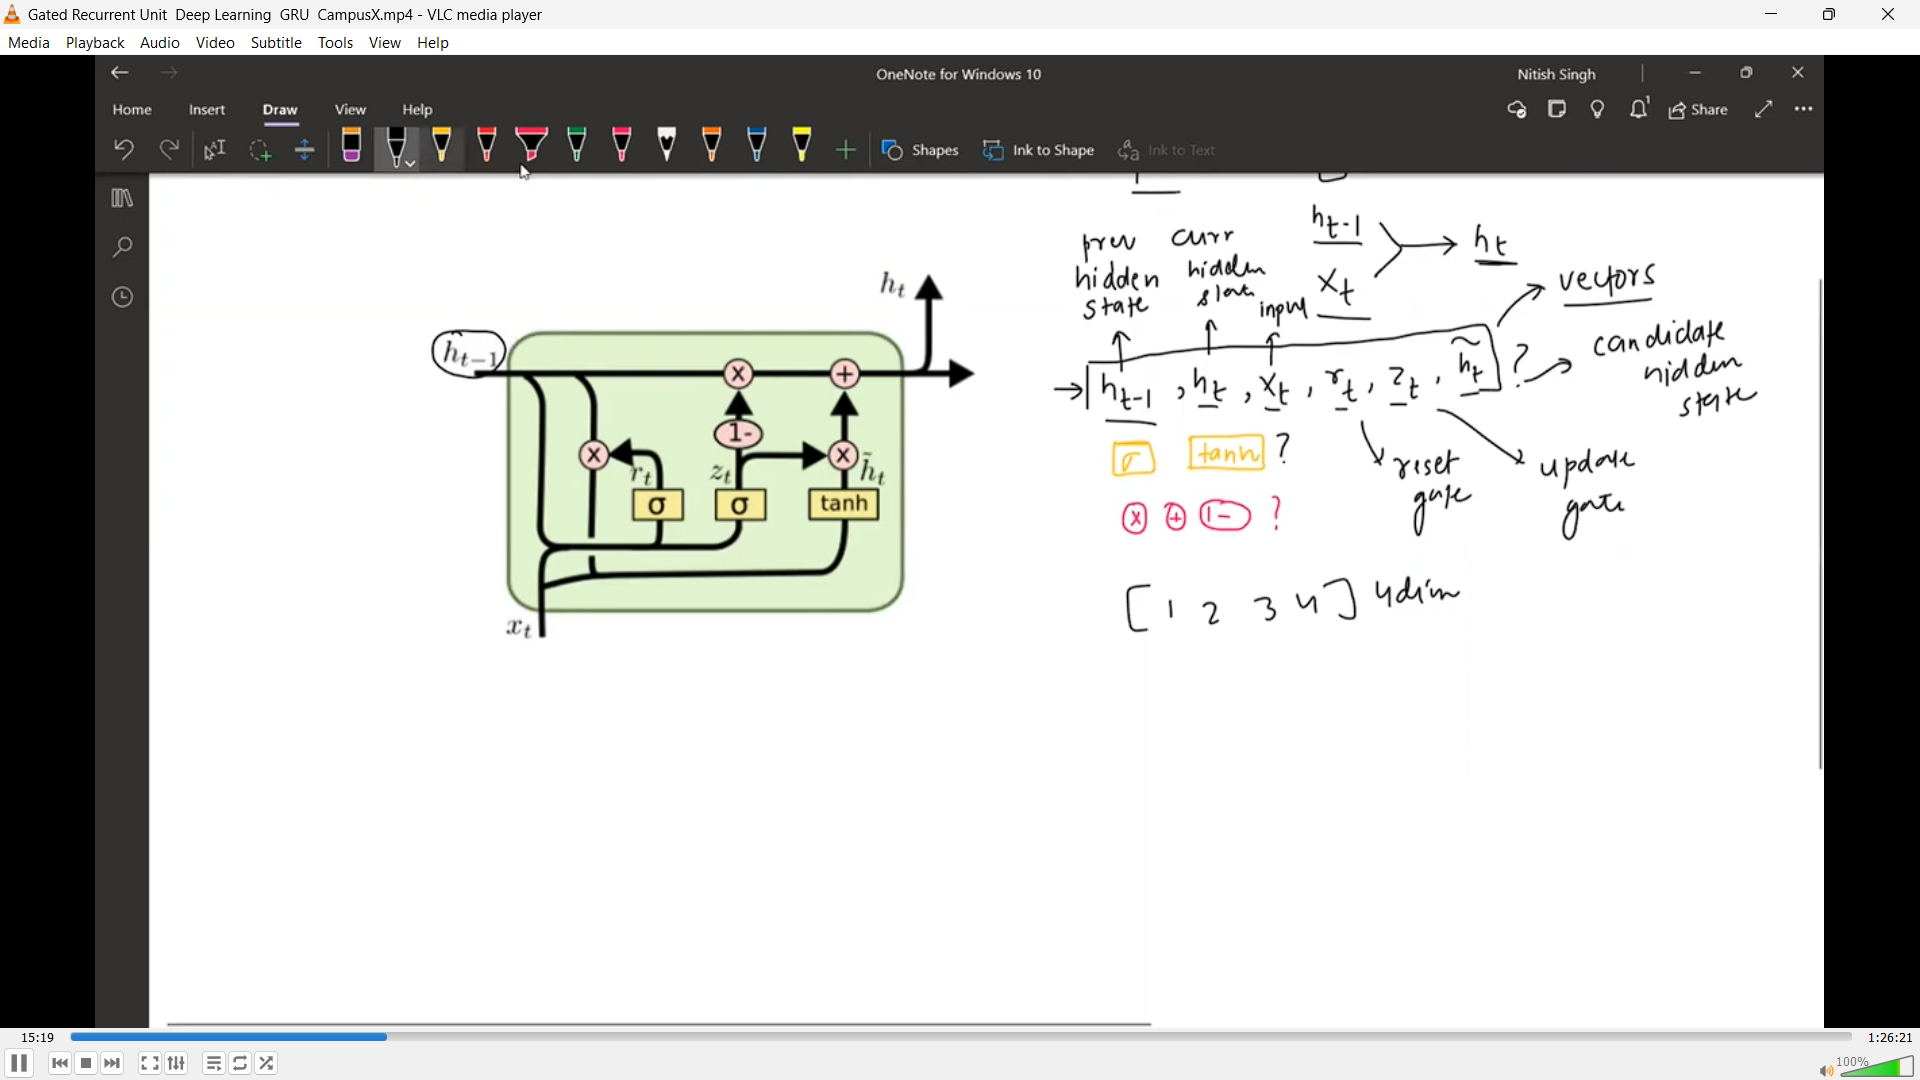 Gated Recurrent Unit Deep Learning GRU CampusX.mp4 - VLC media player
Media Playback Audio Video Subtitle Tools View Help
OneNote for Windows 10
Nitish Singh
Home Insert Draw View Help
1 Share
Shapes Ink to Shape Ink to Text
h_{t-1}
x_t
→ h_t
prev hidden state
curr hidden state
input
vectors
h_t
h_{t-1}
x 1- +
x x
r_t z_t h̃_t
σ σ tanh
x_t
→ h_{t-1}, h_t, x_t, r_t, z_t, h̃_t ?
candidate hidden state
σ tanh ?
reset gate
update gate
x + 1- ?
[1 2 3 4] 4dim
15:19 1:26:21
100%